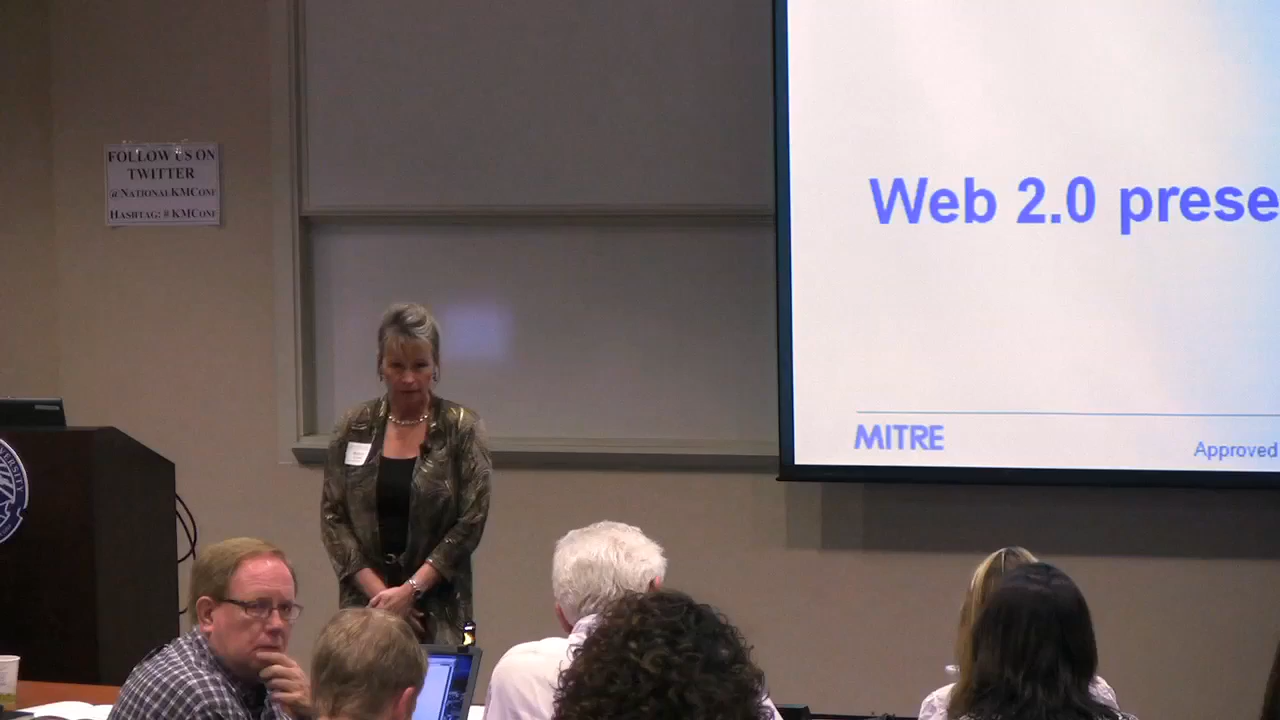 FOLLOW US ON
TWITTER
@NATIONALKMCONF
HASHTAG: #KMCONF
Web 2.0 prese
MITRE
Approved